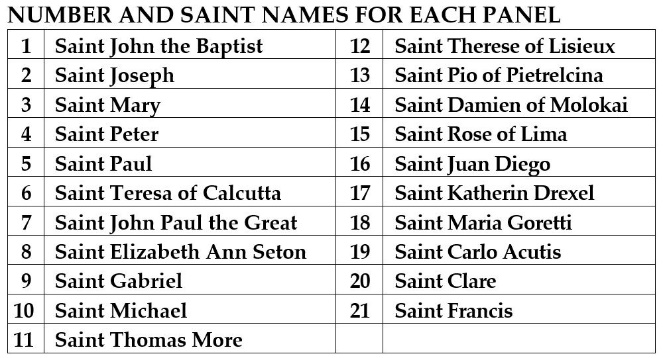 NUMBER AND SAINT NAMES FOR EACH PANEL
1 Saint John the Baptist 12 Saint Therese of Lisieux
2 Saint Joseph 13 Saint Pio of Pietrelcina
3 Saint Mary 14 Saint Damien of Molokai
4 Saint Peter 15 Saint Rose of Lima
5 Saint Paul 16 Saint Juan Diego
6 Saint Teresa of Calcutta 17 Saint Katherin Drexel
7 Saint John Paul the Great 18 Saint Maria Goretti
8 Saint Elizabeth Ann Seton 19 Saint Carlo Acutis
9 Saint Gabriel 20 Saint Clare
10 Saint Michael 21 Saint Francis
11 Saint Thomas More